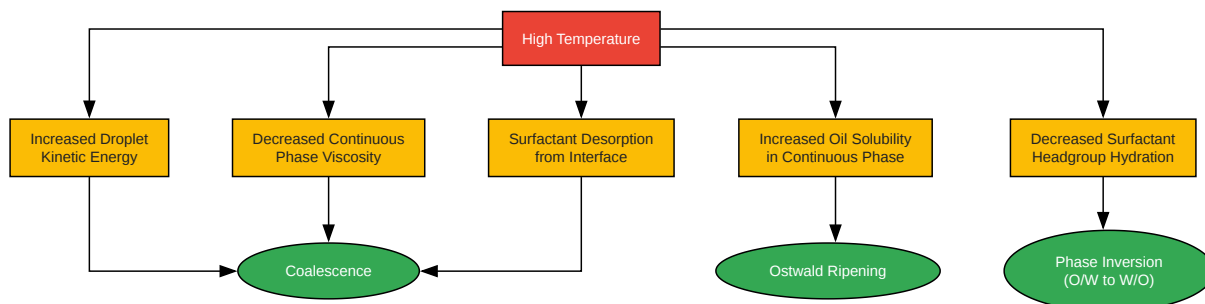 High Temperature
Increased Droplet
Kinetic Energy
Decreased Continuous
Phase Viscosity
Surfactant Desorption
from Interface
Increased Oil Solubility
in Continuous Phase
Decreased Surfactant
Headgroup Hydration
Coalescence
Ostwald Ripening
Phase Inversion
(O/W to W/O)